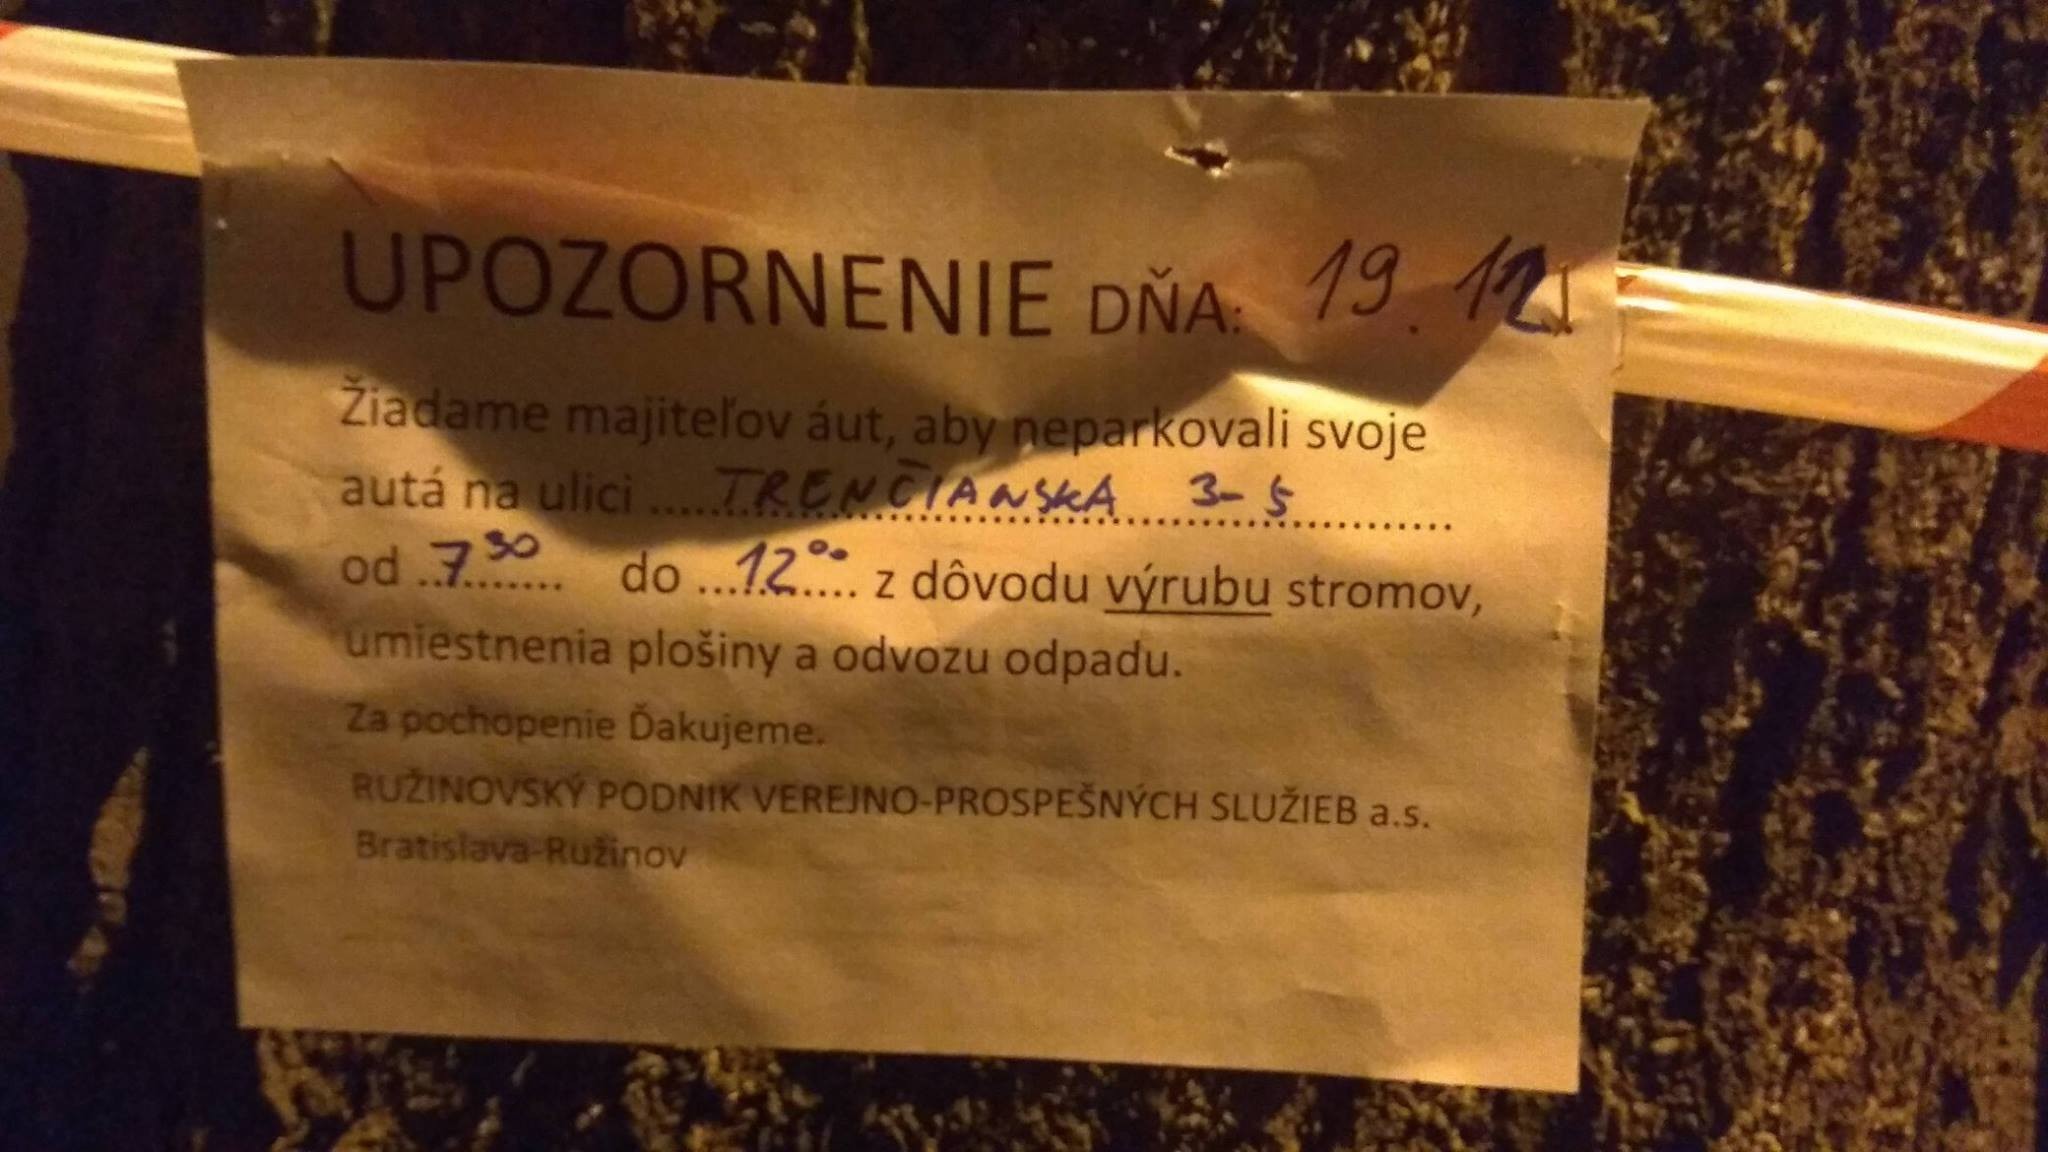 UPOZORNENIE DŇA: 19.12.
Žiadame majiteľov áut, aby neparkovali svoje
autá na ulici ....TRENČIANSKA 3-5....
od ..7³⁰.. do ..12⁰⁰.. z dôvodu výrubu stromov,
umiestnenia plošiny a odvozu odpadu.
Za pochopenie Ďakujeme.
RUŽINOVSKÝ PODNIK VEREJNO-PROSPEŠNÝCH SLUŽIEB a.s.
Bratislava-Ružinov